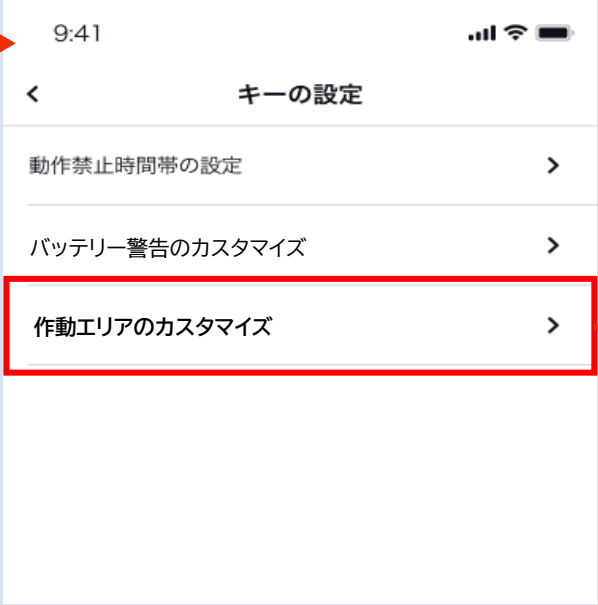 9:41
キーの設定
動作禁止時間帯の設定
バッテリー警告のカスタマイズ
作動エリアのカスタマイズ